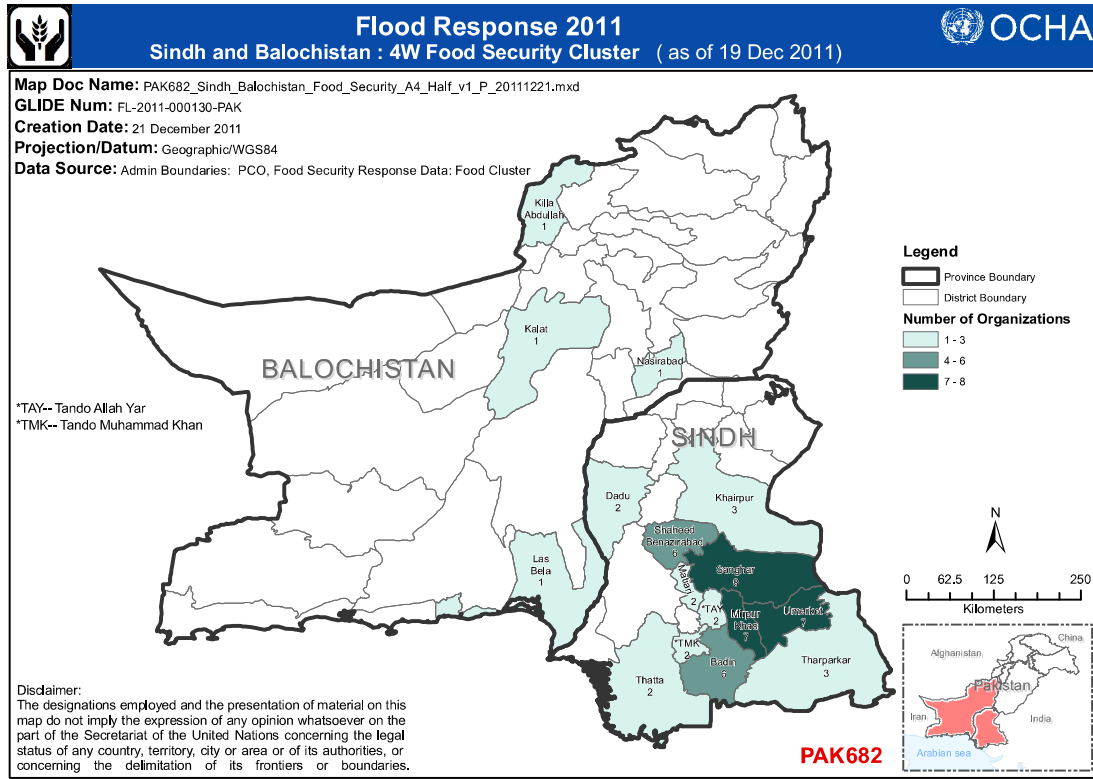 Flood Response 2011
Sindh and Balochistan : 4W Food Security Cluster ( as of 19 Dec 2011)
OCHA
Map Doc Name: PAK682_Sindh_Balochistan_Food_Security_A4_Half_v1_P_20111221.mxd
GLIDE Num: FL-2011-000130-PAK
Creation Date: 21 December 2011
Projection/Datum: Geographic/WGS84
Data Source: Admin Boundaries: PCO, Food Security Response Data: Food Cluster
Killa
Abdullah
1
Kalat
1
Nasirabad
1
BALOCHISTAN
*TAY-- Tando Allah Yar
*TMK-- Tando Muhammad Khan
SINDH
Dadu
2
Khairpur
3
Shaheed
Benazirabad
6
Las
Bela
1
Sanghar
8
Matiari
2
*TAY
2
Mirpur
Khas
7
Umerkot
7
*TMK
2
Badin
6
Thatta
2
Tharparkar
3
Legend
Province Boundary
District Boundary
Number of Organizations
1 - 3
4 - 6
7 - 8
N
0 62.5 125 250
Kilometers
China
Afghanistan
Pakistan
Iran
India
Arabian sea
Disclaimer:
The designations employed and the presentation of material on this
map do not imply the expression of any opinion whatsoever on the
part of the Secretariat of the United Nations concerning the legal
status of any country, territory, city or area or of its authorities, or
concerning the delimitation of its frontiers or boundaries.
PAK682